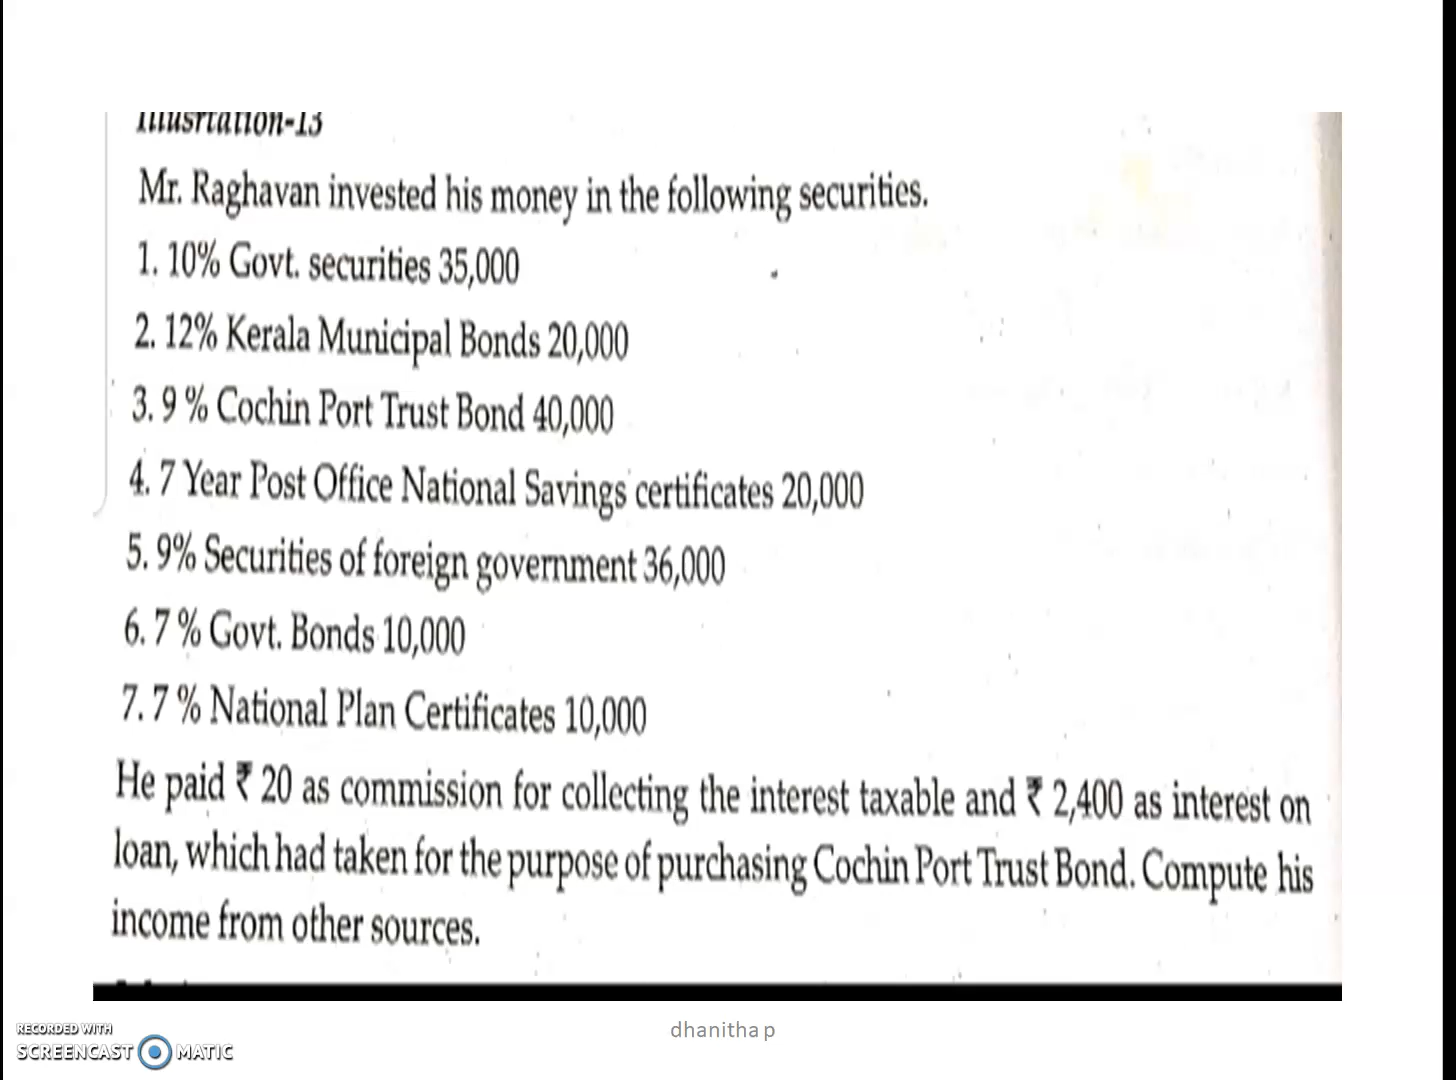 Illusrtation-13
Mr. Raghavan invested his money in the following securities.
1. 10% Govt. securities 35,000
2. 12% Kerala Municipal Bonds 20,000
3. 9 % Cochin Port Trust Bond 40,000
4. 7 Year Post Office National Savings certificates 20,000
5. 9% Securities of foreign government 36,000
6. 7 % Govt. Bonds 10,000
7. 7 % National Plan Certificates 10,000
He paid ₹ 20 as commission for collecting the interest taxable and ₹ 2,400 as interest on
loan, which had taken for the purpose of purchasing Cochin Port Trust Bond. Compute his
income from other sources.
dhanitha p
RECORDED WITH
SCREENCAST MATIC